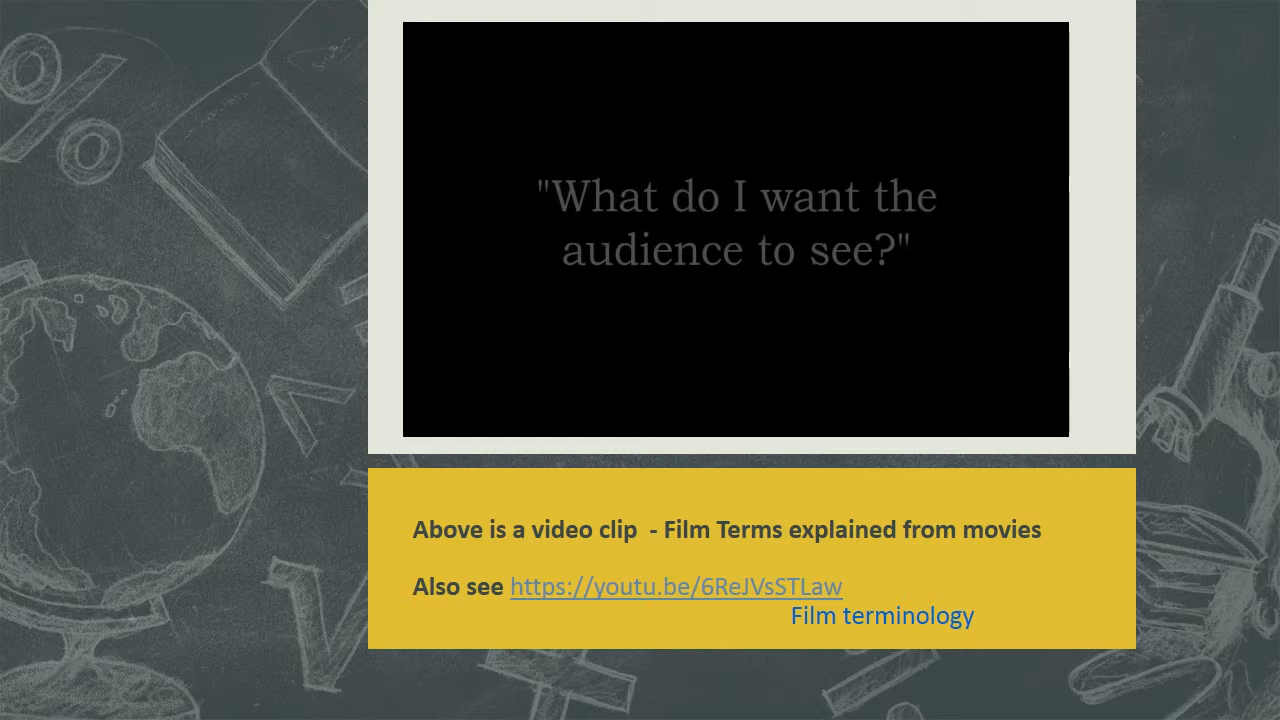 "What do I want the
audience to see?"
Above is a video clip  - Film Terms explained from movies
Also see https://youtu.be/6ReJVsSTLaw
Film terminology